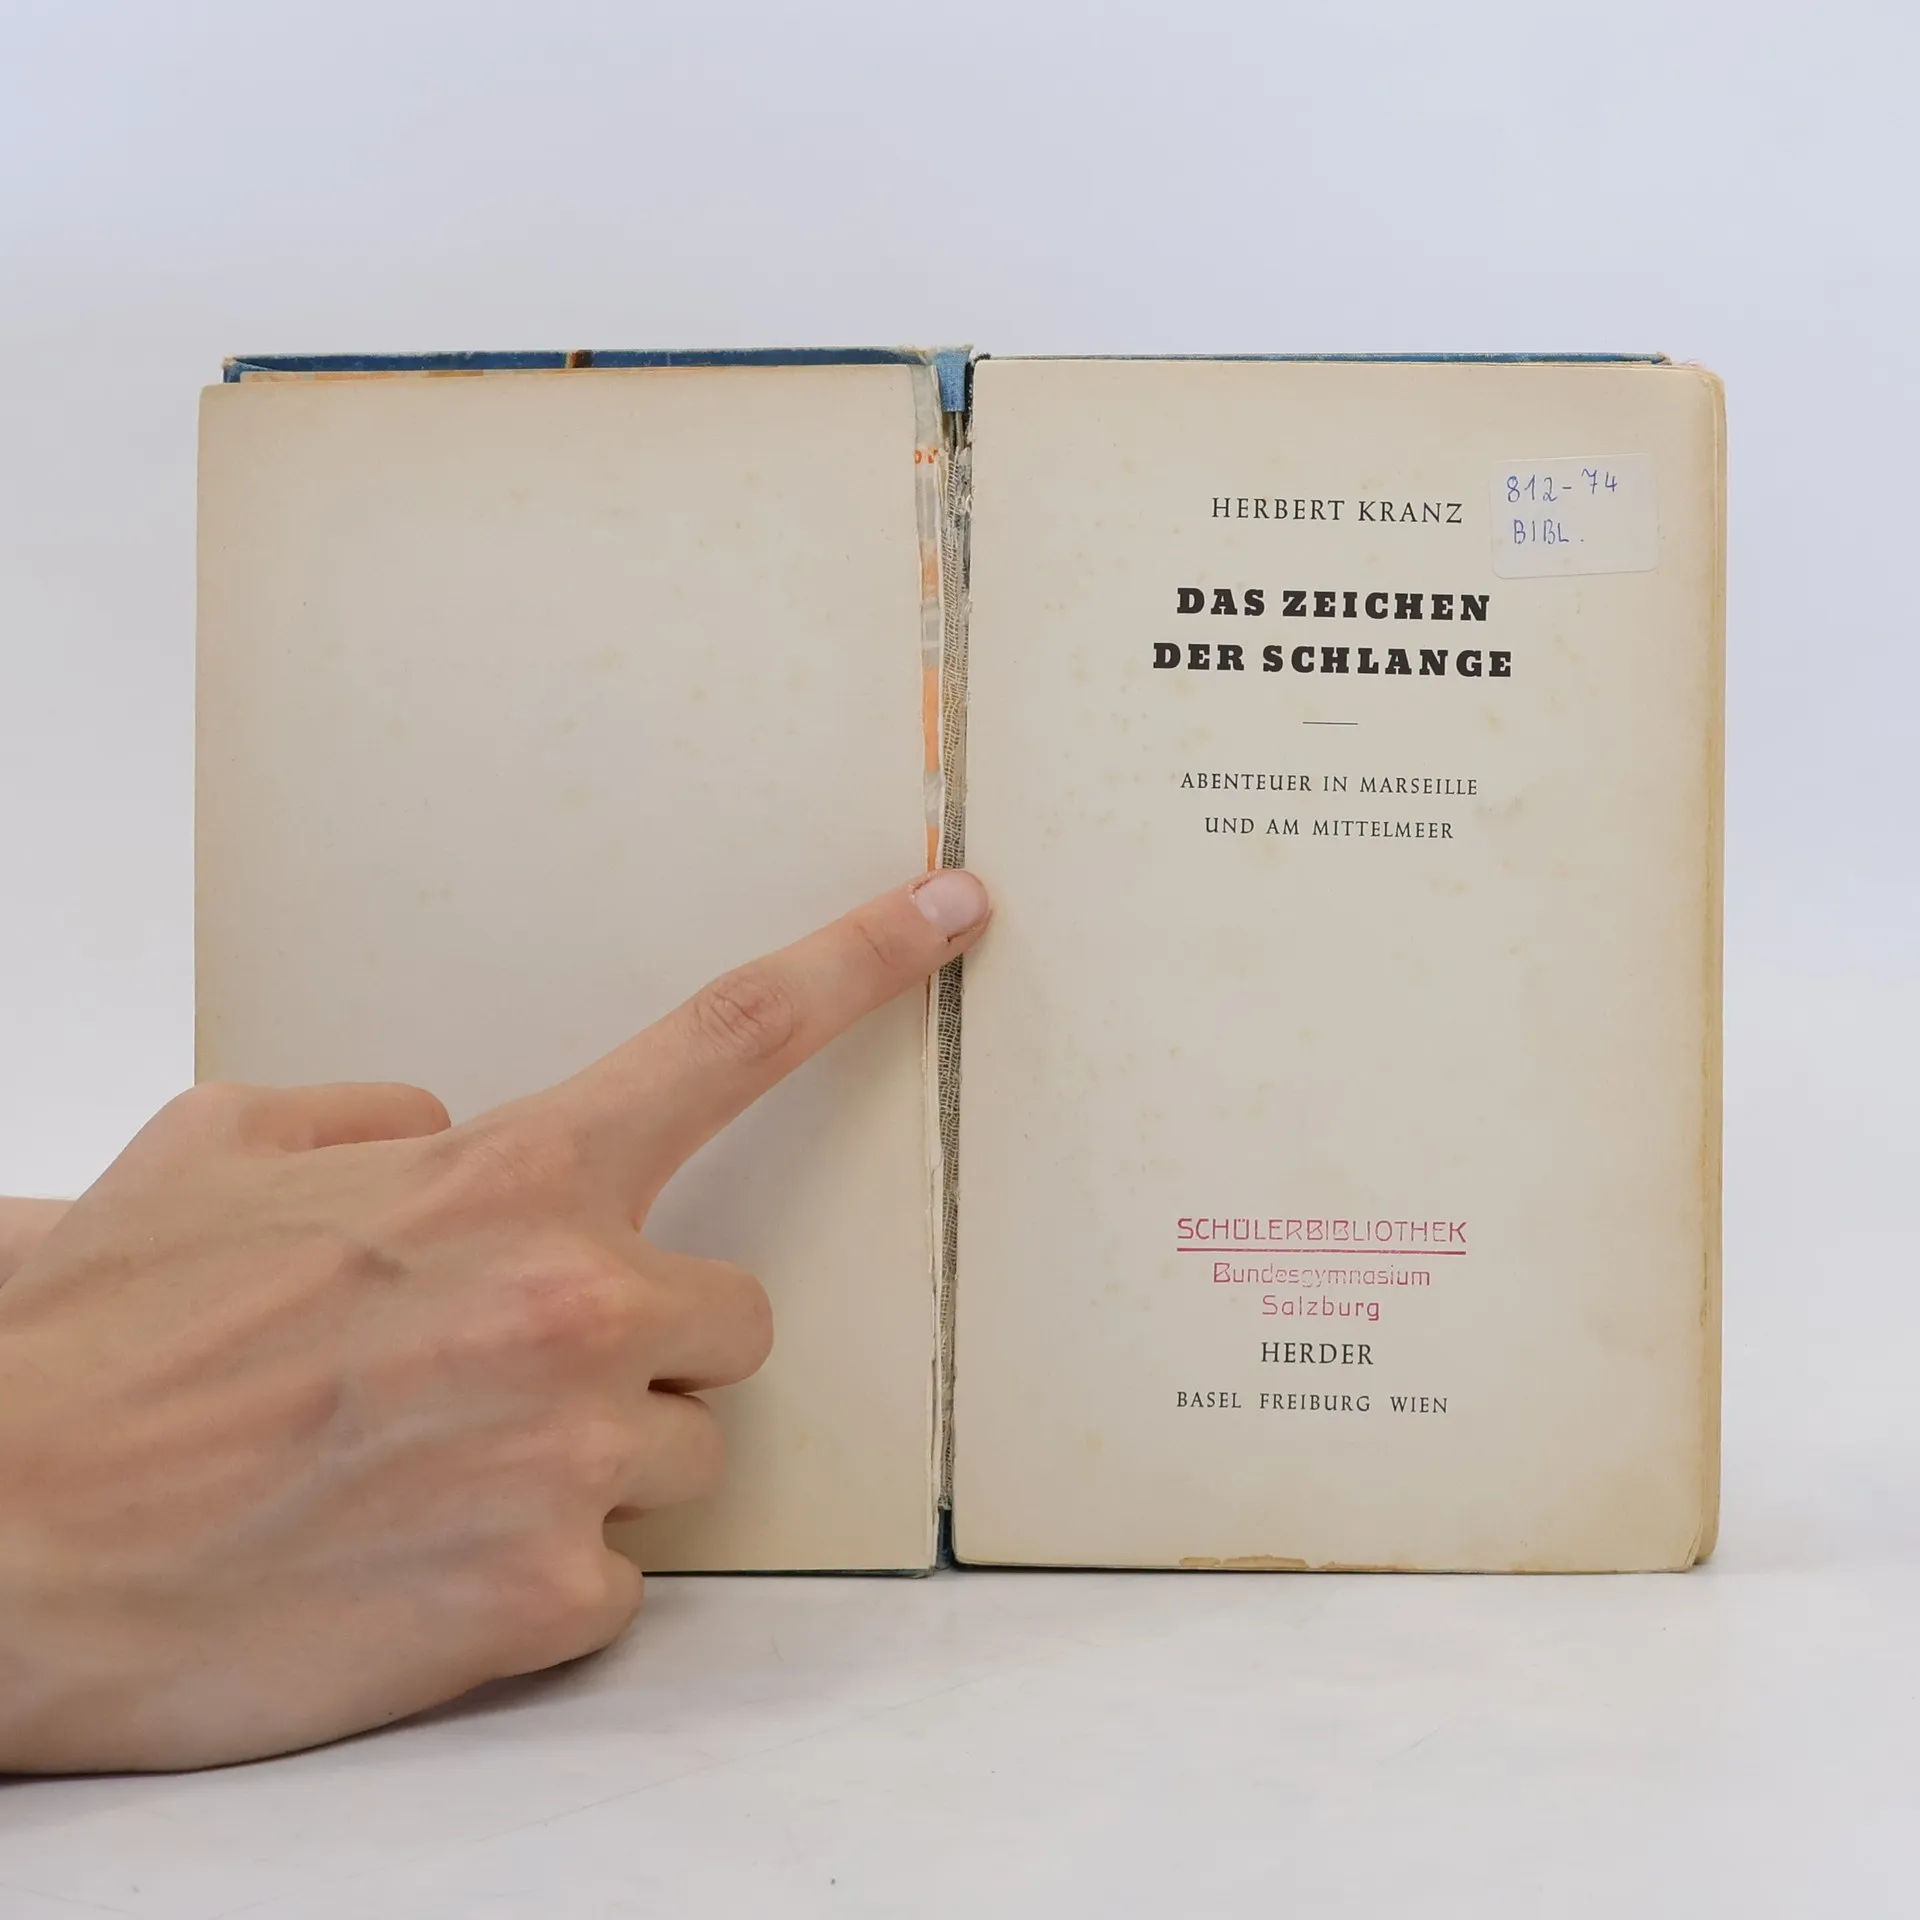 HERBERT KRANZ
812-74
BIBL.
DAS ZEICHEN
DER SCHLANGE
ABENTEUER IN MARSEILLE
UND AM MITTELMEER
SCHÜLERBIBLIOTHEK
Bundesgymnasium
Salzburg
HERDER
BASEL FREIBURG WIEN